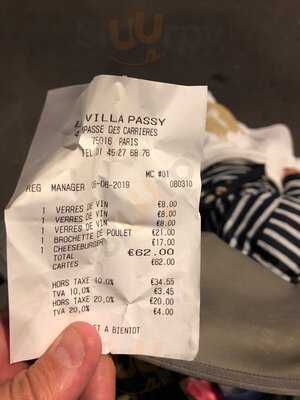 VILLA PASSY
IMPASSE DES CARRIERES
75016 PARIS
TEL 01 45 27 68 76
MC #01
REG MANAGER 06-08-2019 080310
1 VERRES DE VIN €8.00
1 VERRES DE VIN €8.00
1 VERRES DE VIN €8.00
1 BROCHETTE DE POULET €21.00
1 CHEESEBURGER €17.00
TOTAL €62.00
CARTES €62.00
HORS TAXE 10.0% €34.55
TVA 10,0% €3.45
HORS TAXE 20.0% €20.00
TVA 20.0% €4.00
ET A BIENTOT